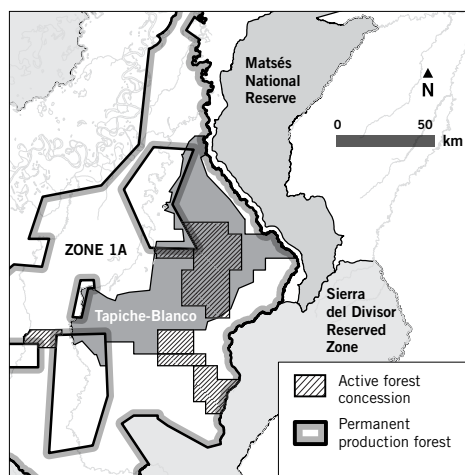 Matsés
National
Reserve
N
0 50
km
ZONE 1A
Tapiche-Blanco
Sierra
del Divisor
Reserved
Zone
Active forest
concession
Permanent
production forest